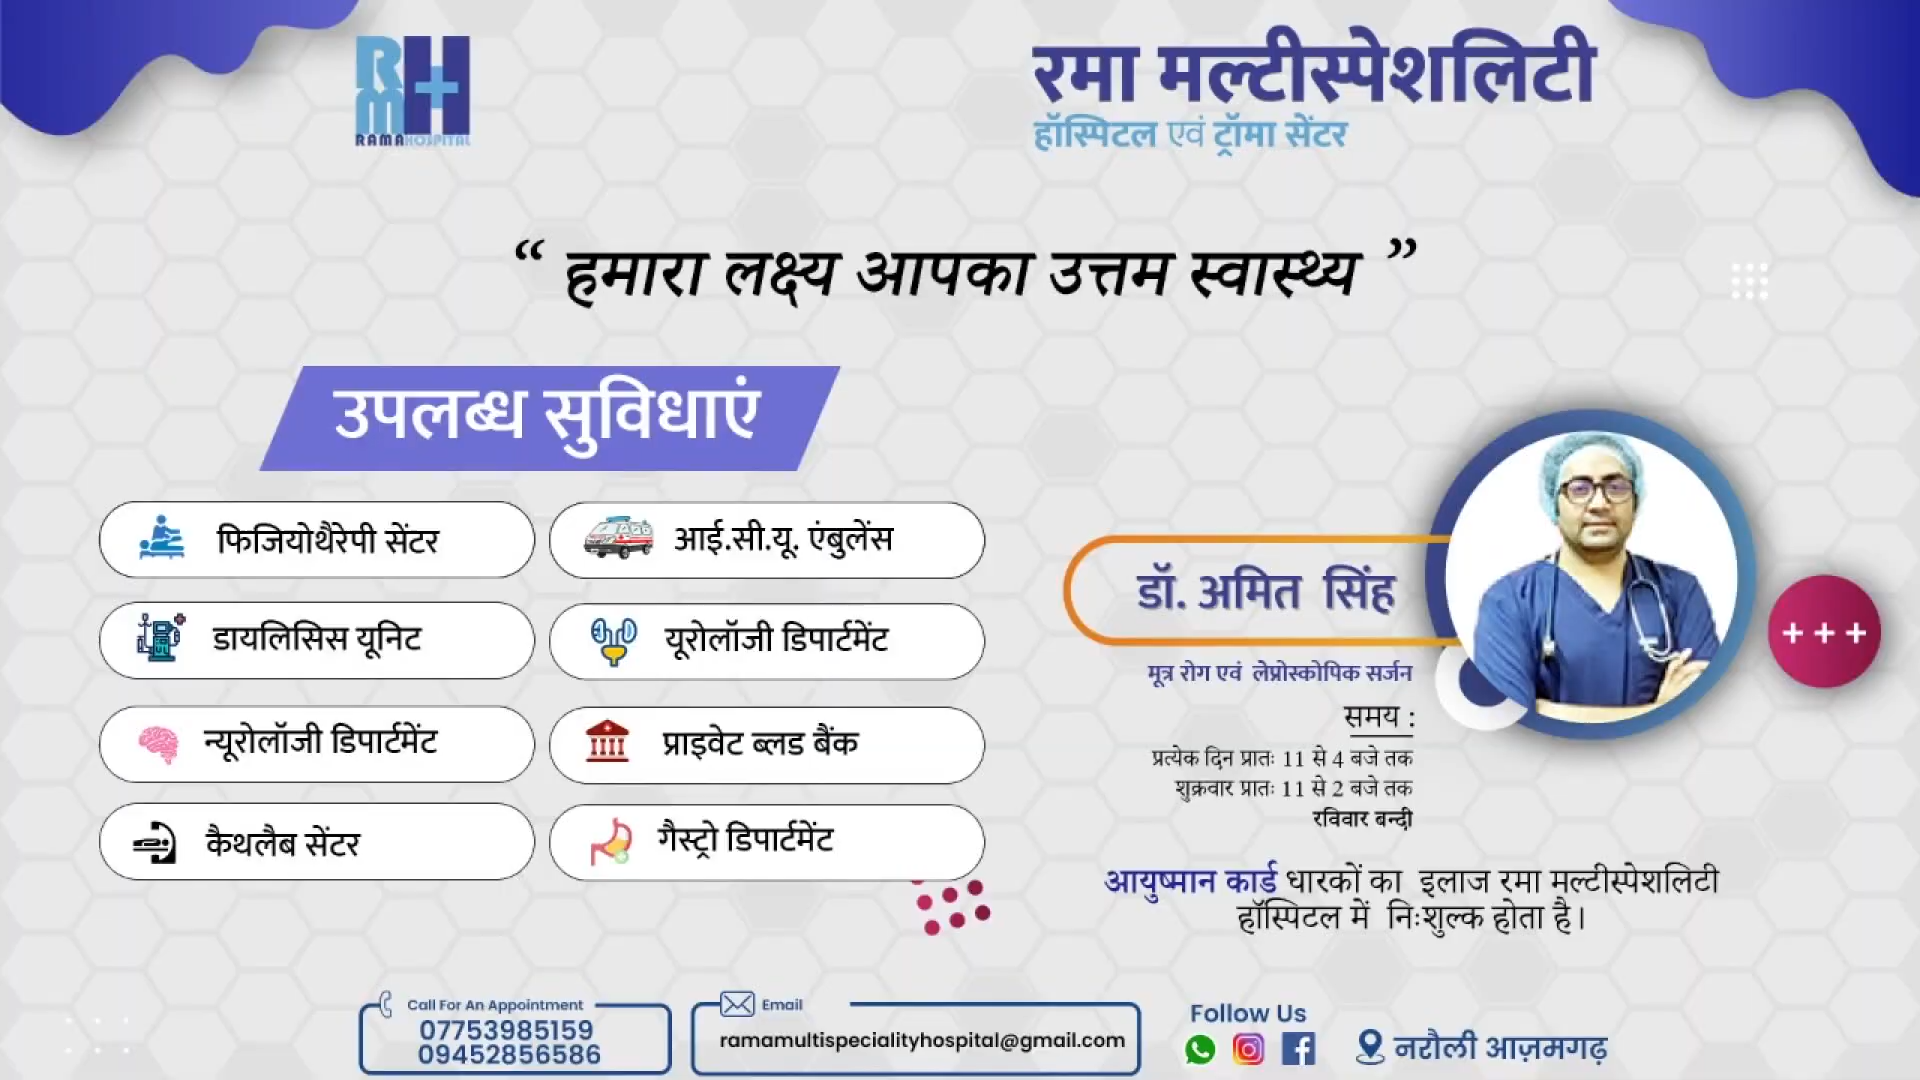 RAMAHOSPITAL
रमा मल्टीस्पेशलिटी
हॉस्पिटल एवं ट्रॉमा सेंटर
“ हमारा लक्ष्य आपका उत्तम स्वास्थ्य ”
उपलब्ध सुविधाएं
फिजियोथैरेपी सेंटर
आई.सी.यू. एंबुलेंस
डायलिसिस यूनिट
यूरोलॉजी डिपार्टमेंट
न्यूरोलॉजी डिपार्टमेंट
प्राइवेट ब्लड बैंक
कैथलैब सेंटर
गैस्ट्रो डिपार्टमेंट
डॉ. अमित सिंह
मूत्र रोग एवं लेप्रोस्कोपिक सर्जन
समय :
प्रत्येक दिन प्रातः 11 से 4 बजे तक
शुक्रवार प्रातः 11 से 2 बजे तक
रविवार बन्दी
आयुष्मान कार्ड धारकों का इलाज रमा मल्टीस्पेशलिटी
हॉस्पिटल में निःशुल्क होता है।
Call For An Appointment
07753985159
09452856586
Email
ramamultispecialityhospital@gmail.com
Follow Us
नरौली आज़मगढ़